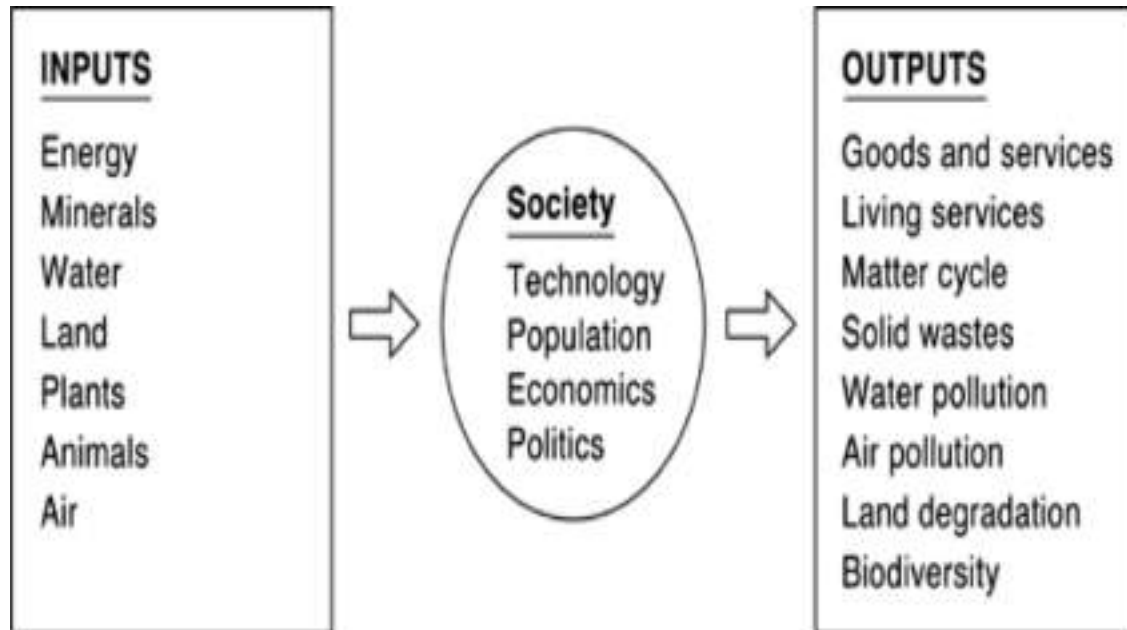 INPUTS
Energy
Minerals
Water
Land
Plants
Animals
Air
Society
Technology
Population
Economics
Politics
OUTPUTS
Goods and services
Living services
Matter cycle
Solid wastes
Water pollution
Air pollution
Land degradation
Biodiversity